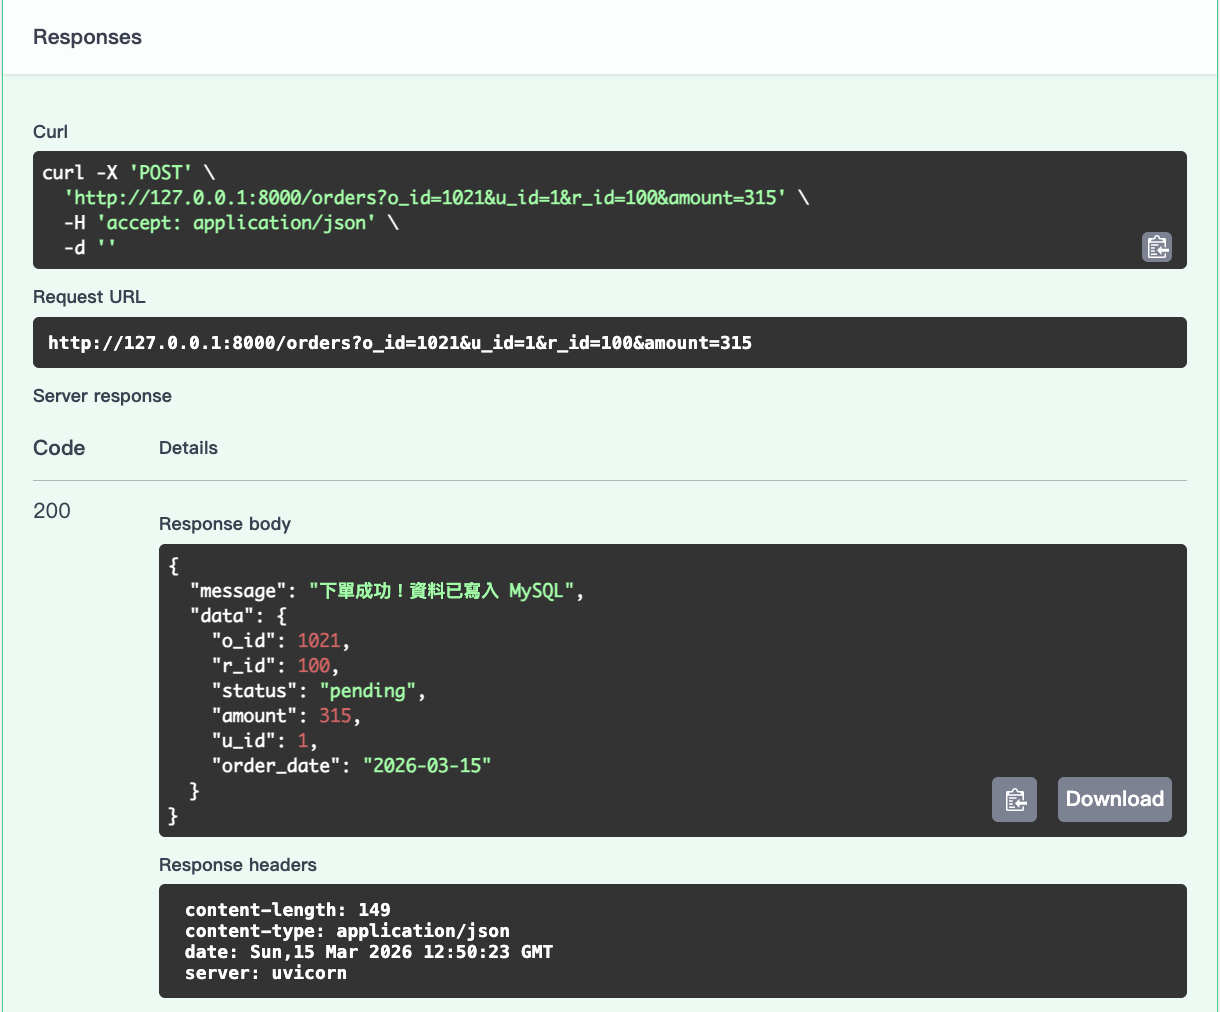 Responses
Curl
curl -X 'POST' \
'http://127.0.0.1:8000/orders?o_id=1021&u_id=1&r_id=100&amount=315' \
-H 'accept: application/json' \
-d ''
Request URL
http://127.0.0.1:8000/orders?o_id=1021&u_id=1&r_id=100&amount=315
Server response
Code Details
200
Response body
{
"message": "下單成功！資料已寫入 MySQL",
"data": {
"o_id": 1021,
"r_id": 100,
"status": "pending",
"amount": 315,
"u_id": 1,
"order_date": "2026-03-15"
}
}
Download
Response headers
content-length: 149
content-type: application/json
date: Sun,15 Mar 2026 12:50:23 GMT
server: uvicorn